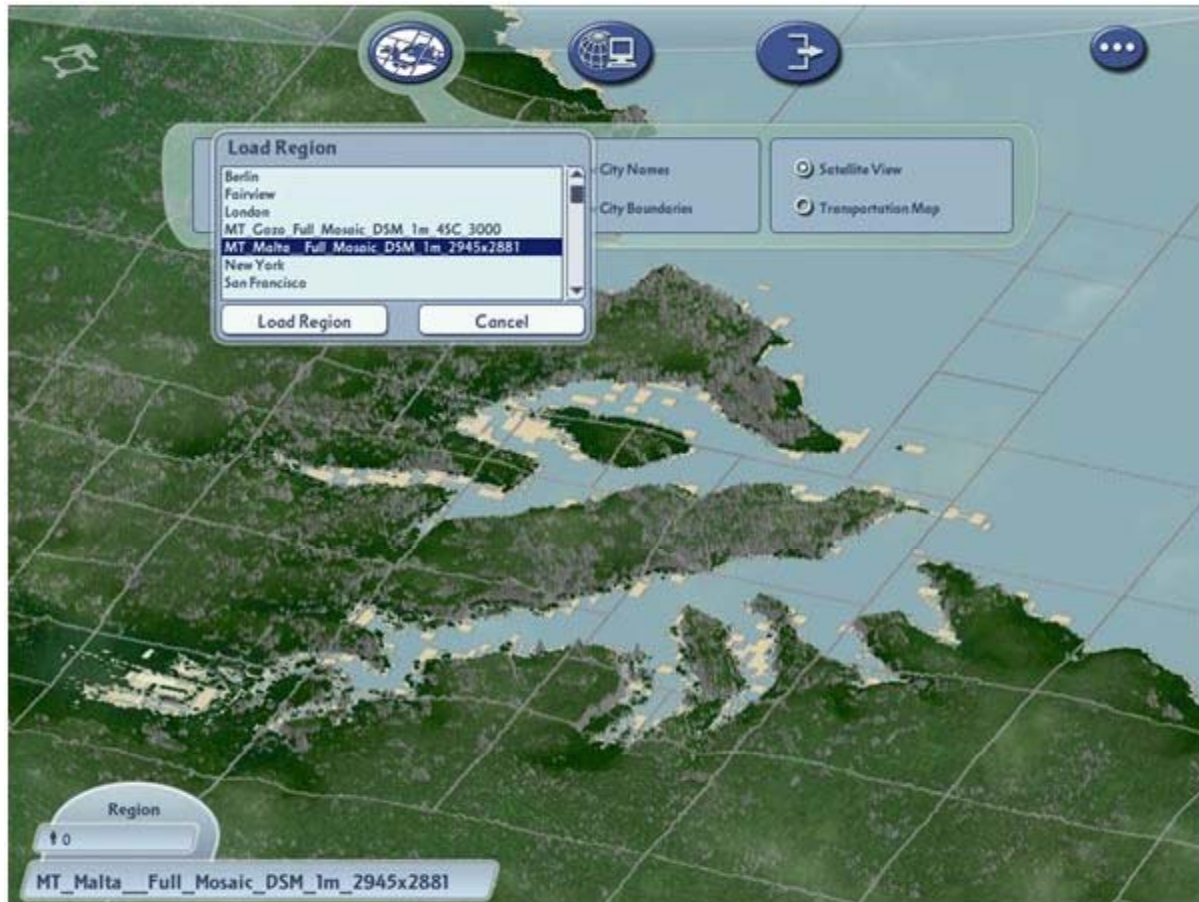 Load Region
Berlin
Fairview
London
MT_Gozo_Full_Mosaic_DSM_1m_4SC_3000
MT_Malta__Full_Mosaic_DSM_1m_2945x2881
New York
San Francisco
Load Region
Cancel
City Names
City Boundaries
Satellite View
Transportation Map
Region
0
MT_Malta__Full_Mosaic_DSM_1m_2945x2881